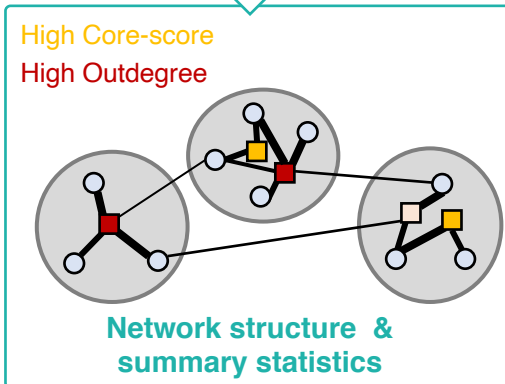 High Core-score
High Outdegree
Network structure &
summary statistics